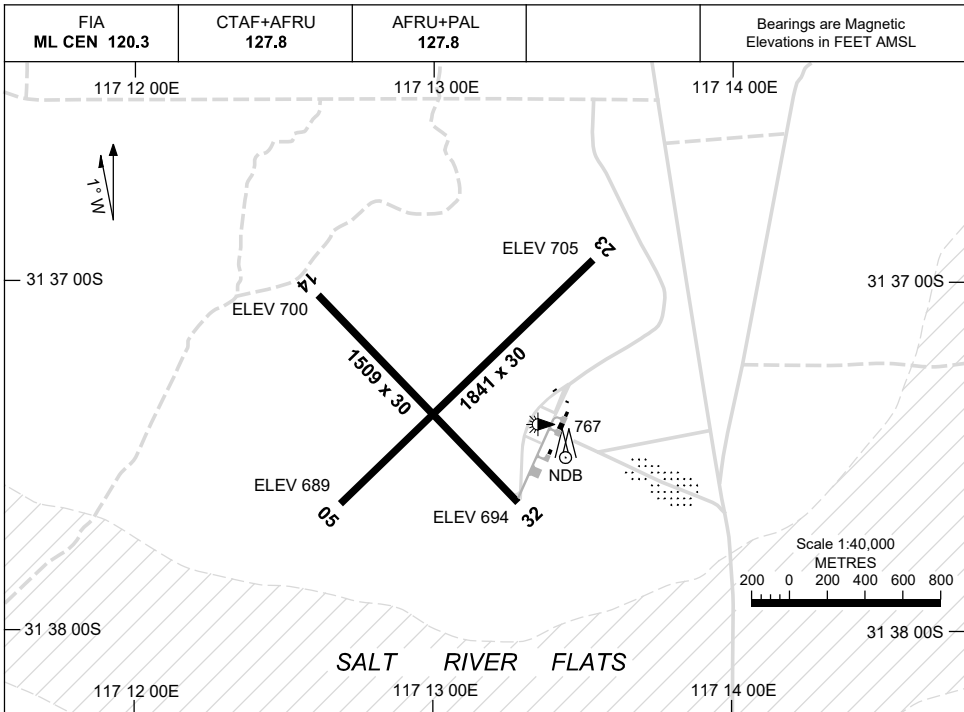 FIA
ML CEN 120.3
CTAF+AFRU
127.8
AFRU+PAL
127.8
Bearings are Magnetic
Elevations in FEET AMSL
117 12 00E
117 13 00E
117 14 00E
1° W
ELEV 705
23
31 37 00S
31 37 00S
14
ELEV 700
1509 x 30
1841 x 30
767
NDB
ELEV 689
05
ELEV 694
32
Scale 1:40,000
METRES
200 0 200 400 600 800
31 38 00S
31 38 00S
SALT RIVER FLATS
117 12 00E
117 13 00E
117 14 00E